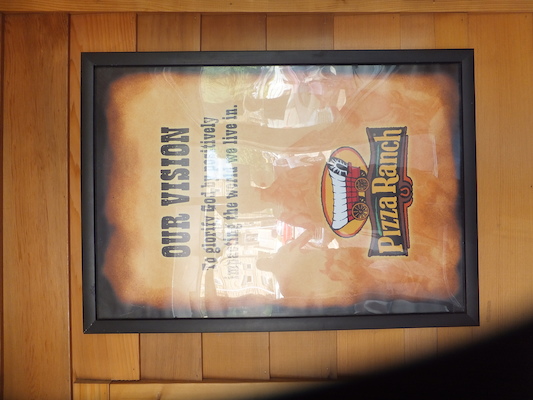 OUR VISION
To glorify God by positively
impacting the world we live in.
Pizza Ranch